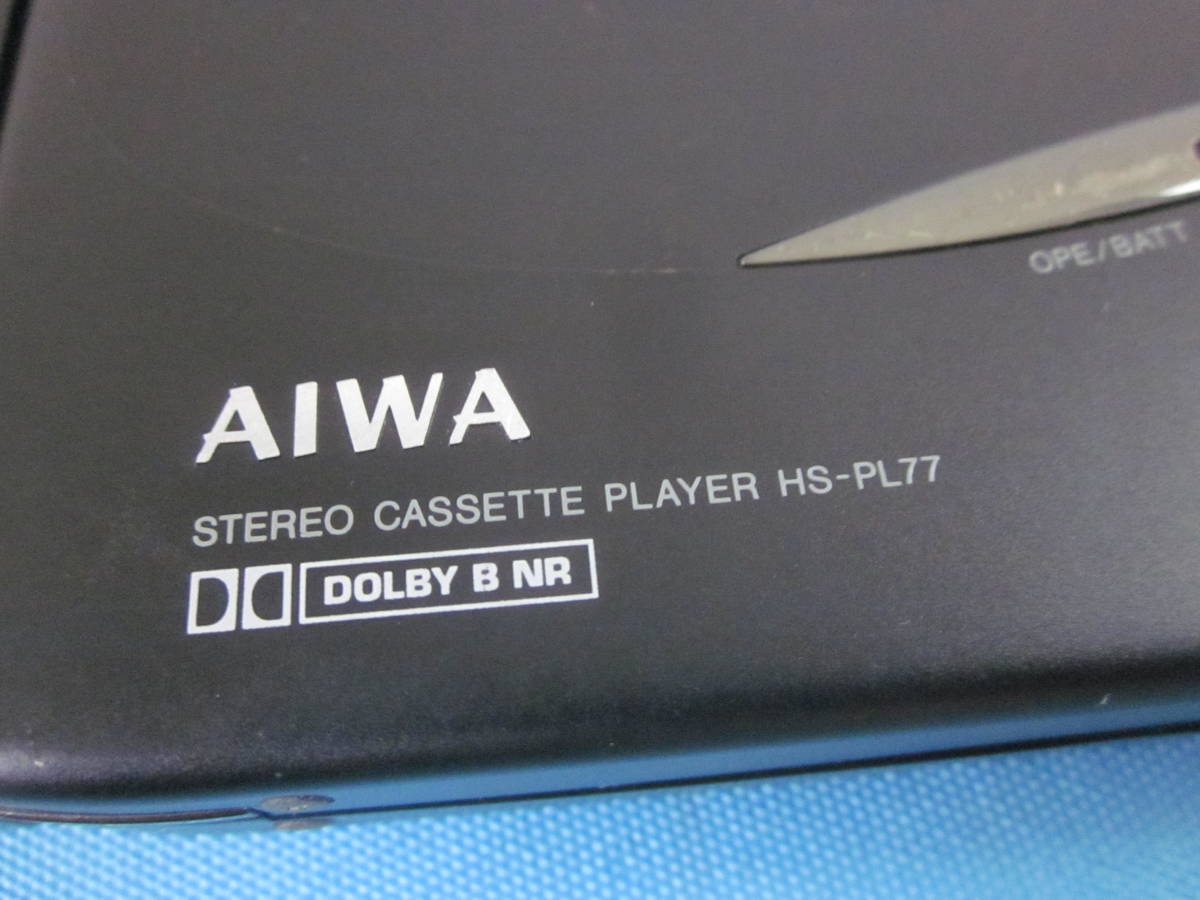 OPE/BATT
AIWA
STEREO CASSETTE PLAYER HS-PL77
DOLBY B NR